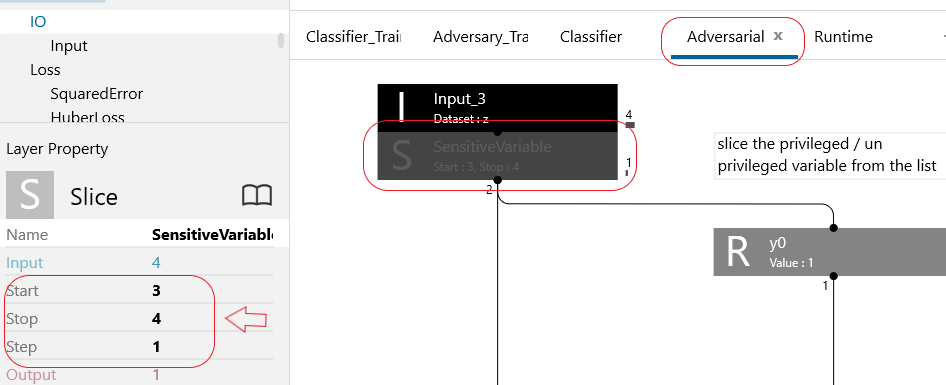 IO
Input
Loss
SquaredError
HuberLoss
Layer Property
S Slice
Name SensitiveVariable
Input 4
Start 3
Stop 4
Step 1
Output 1
Classifier_Trai Adversary_Tra Classifier Adversarial x Runtime
I Input_3
Dataset : z
4
S SensitiveVariable
Start : 3, Stop : 4
1
2
slice the privileged / un
privileged variable from the list
R y0
Value : 1
1